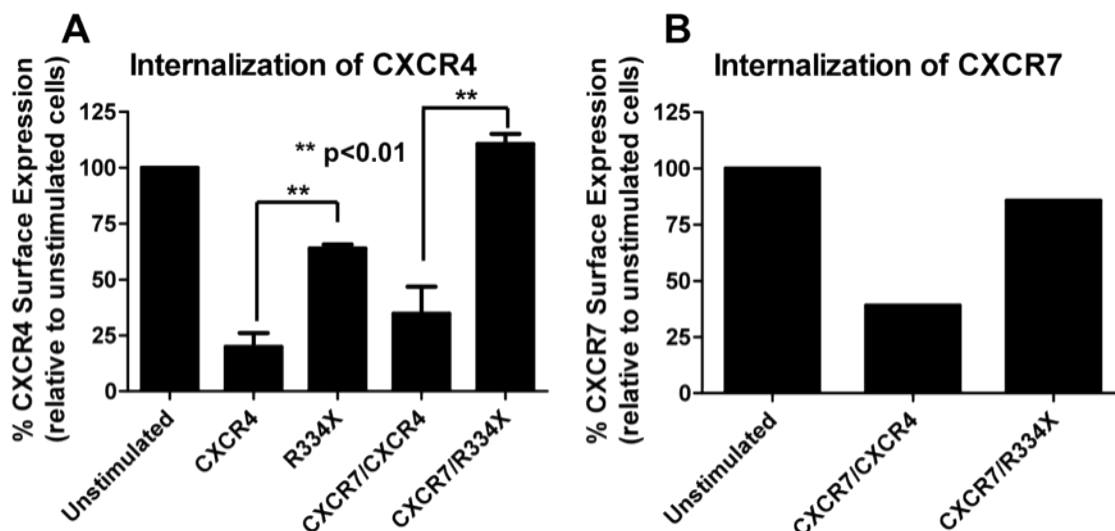 A
Internalization of CXCR4
% CXCR4 Surface Expression
(relative to unstimulated cells)
125
100
75
50
25
0
** p<0.01
**
**
Unstimulated
CXCR4
R334X
CXCR7/CXCR4
CXCR7/R334X
B
Internalization of CXCR7
% CXCR7 Surface Expression
(relative to unstimulated cells)
125
100
75
50
25
0
Unstimulated
CXCR7/CXCR4
CXCR7/R334X